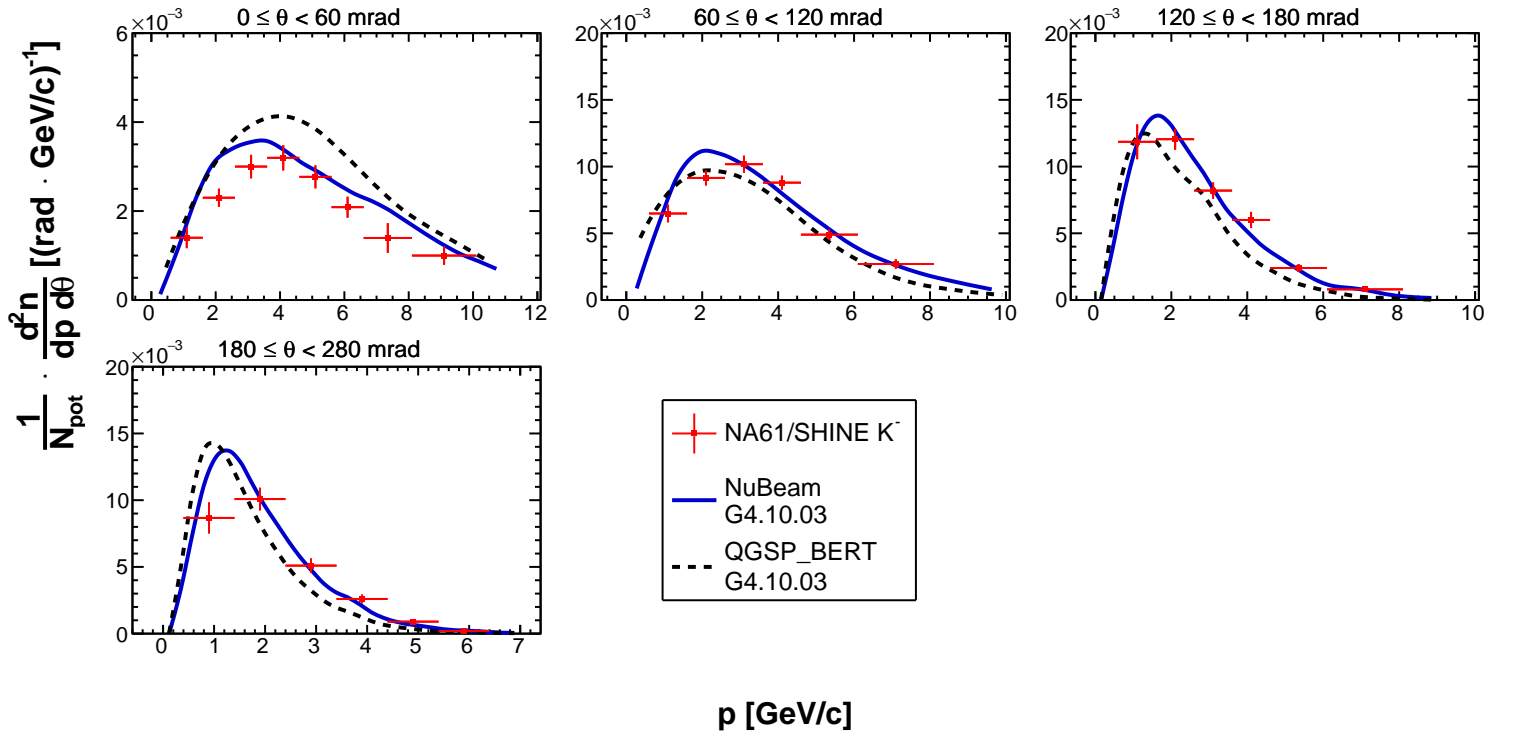 0 ≤ θ < 60 mrad
60 ≤ θ < 120 mrad
120 ≤ θ < 180 mrad
×10⁻³
×10⁻³
×10⁻³
6
4
2
0
20
15
10
5
0
20
15
10
5
0
0 2 4 6 8 10 12
0 2 4 6 8 10
0 2 4 6 8 10
1/N_pot · d²n/dp dθ [(rad · GeV/c)⁻¹]
180 ≤ θ < 280 mrad
×10⁻³
20
15
10
5
0
0 1 2 3 4 5 6 7
NA61/SHINE K⁻
NuBeam
G4.10.03
QGSP_BERT
G4.10.03
p [GeV/c]